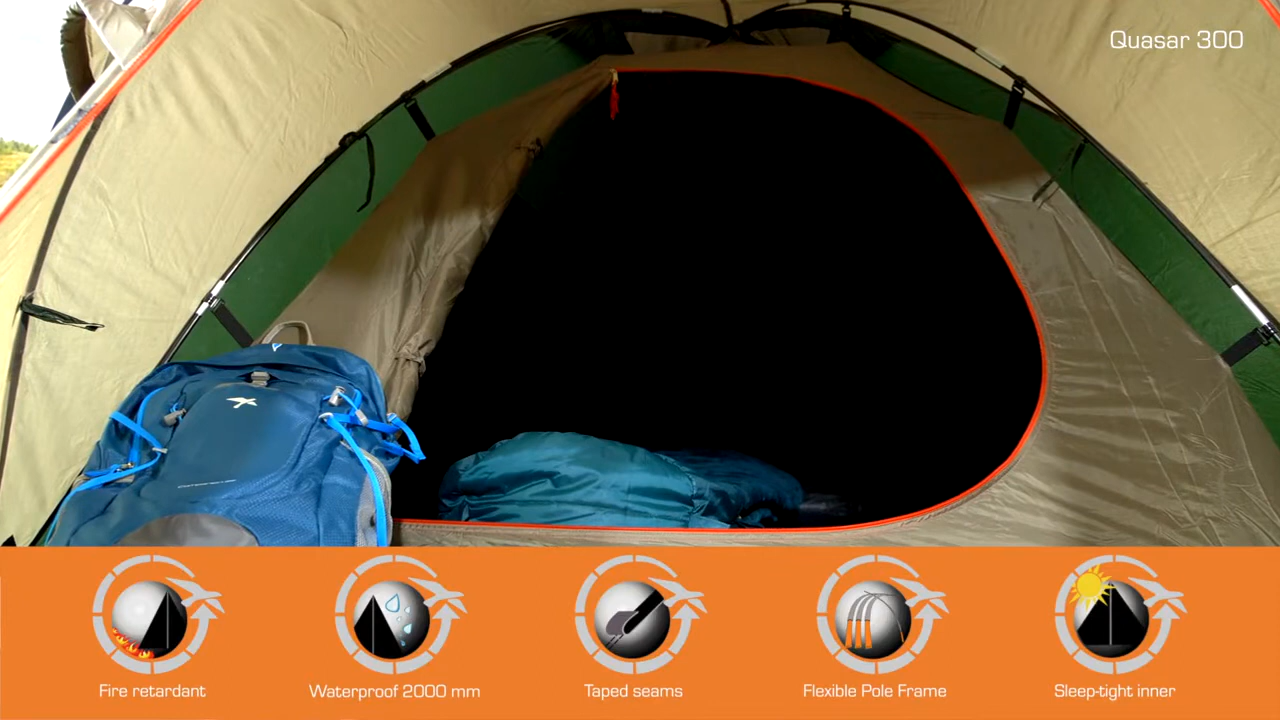 Quasar 300
Fire retardant
Waterproof 2000 mm
Taped seams
Flexible Pole Frame
Sleep-tight inner